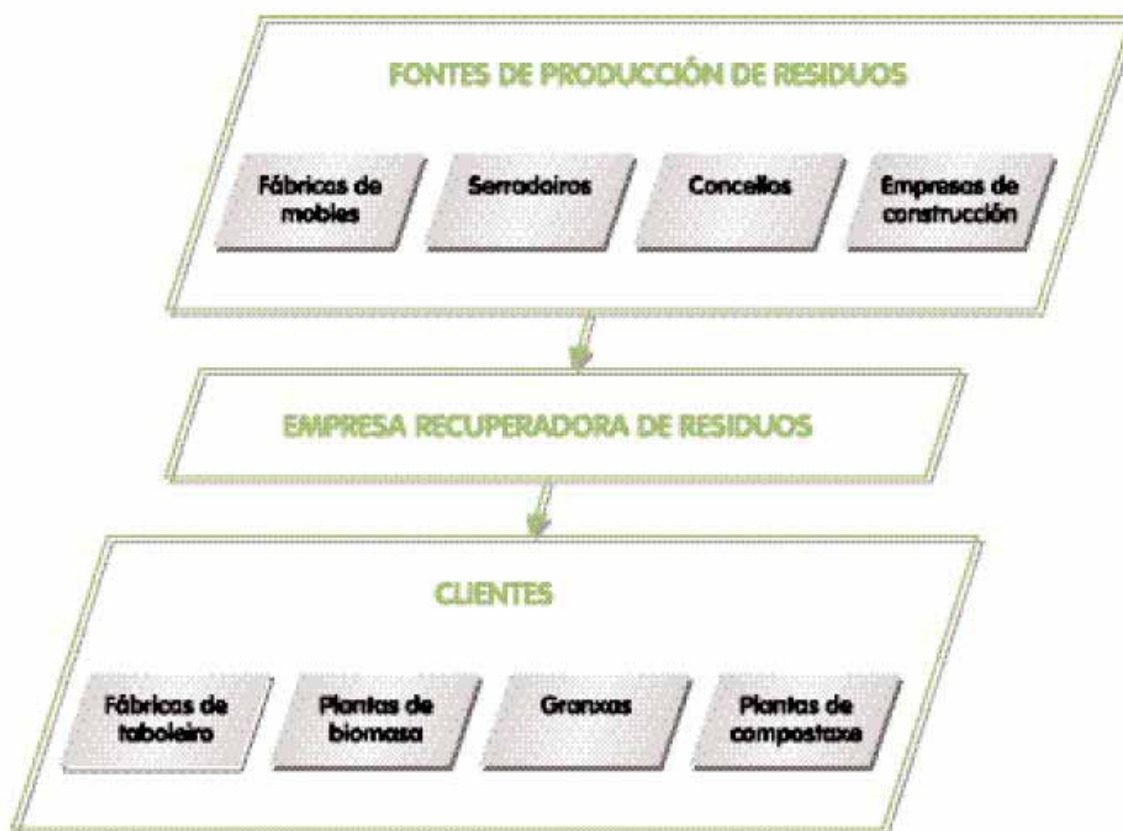 FONTES DE PRODUCCIÓN DE RESIDUOS
Fábricas de
mobles
Serradoiros
Concellos
Empresas de
construcción
EMPRESA RECUPERADORA DE RESIDUOS
CLIENTES
Fábricas de
taboleiro
Plantas de
biomasa
Granxas
Plantas de
compostaxe